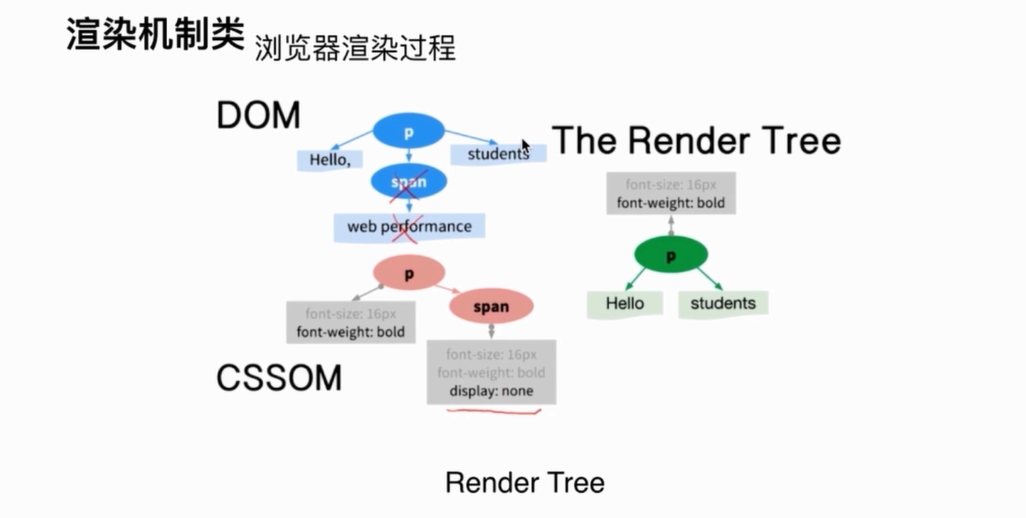 渲染机制类 浏览器渲染过程
DOM
p
Hello,
students
span
web performance
The Render Tree
font-size: 16px
font-weight: bold
p
Hello
students
p
font-size: 16px
font-weight: bold
span
font-size: 16px
font-weight: bold
display: none
CSSOM
Render Tree